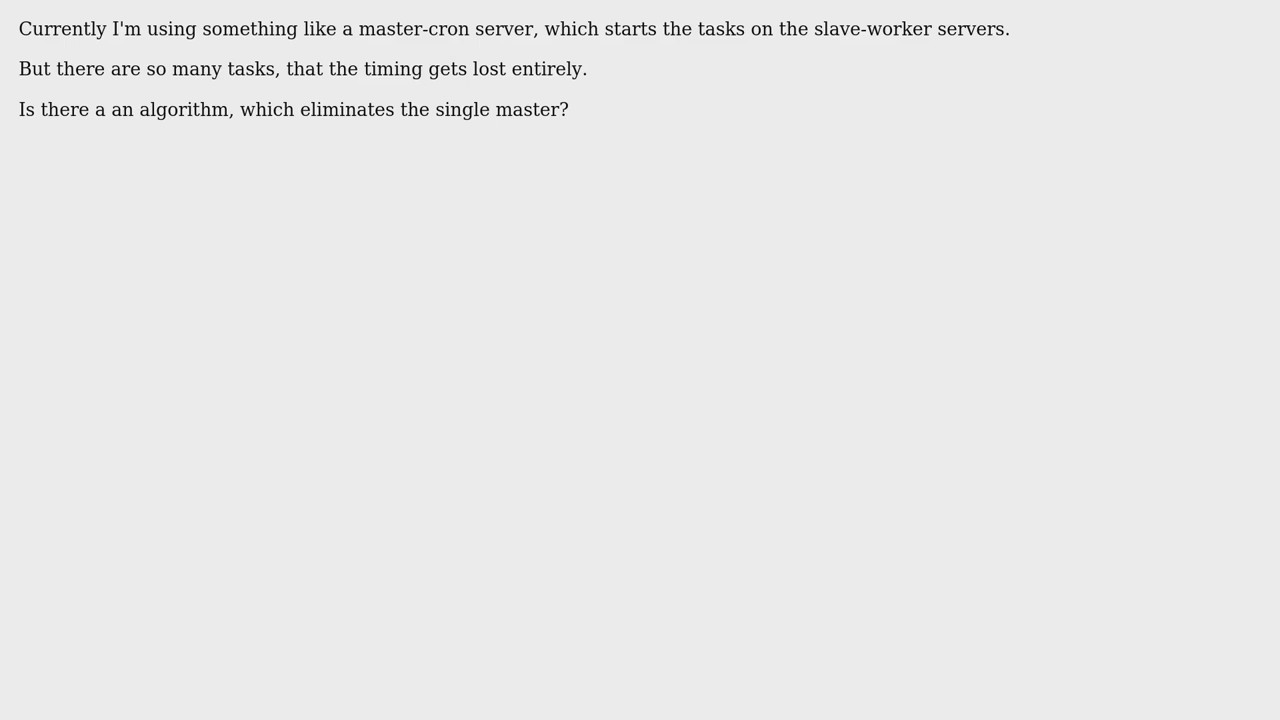 Currently I'm using something like a master-cron server, which starts the tasks on the slave-worker servers.
But there are so many tasks, that the timing gets lost entirely.
Is there a an algorithm, which eliminates the single master?